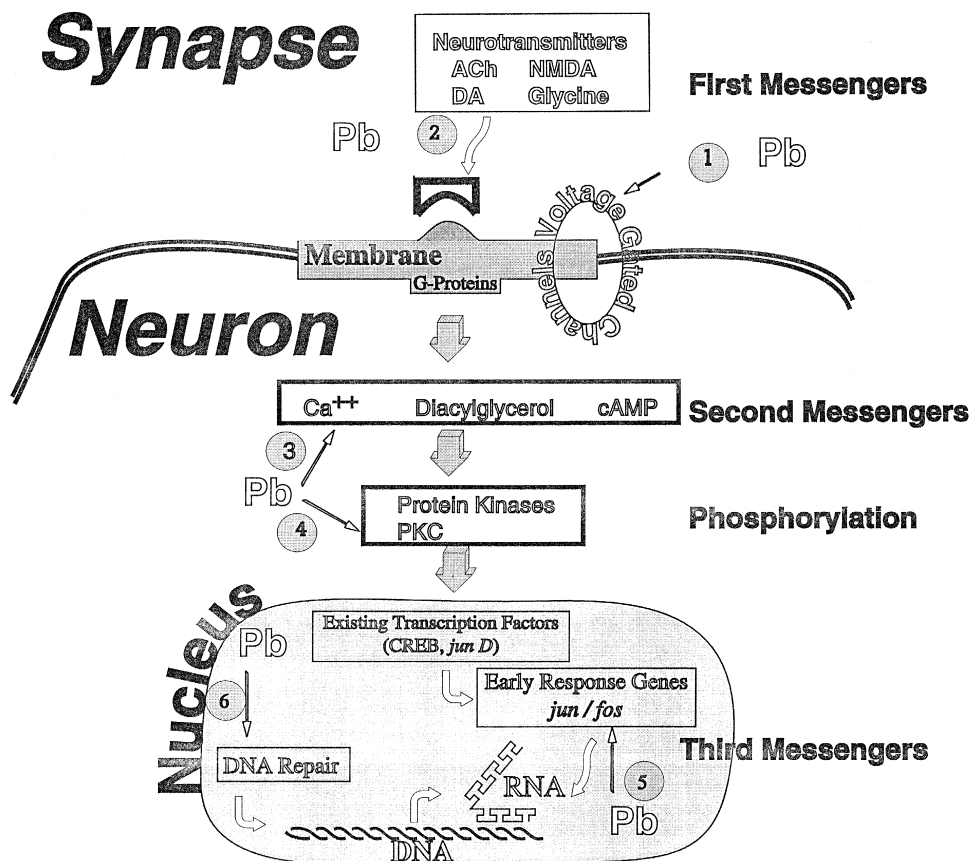 Synapse
Neurotransmitters
ACh NMDA
DA Glycine
First Messengers
Pb 2
1 Pb
Voltage Gated Channels
Membrane
G-Proteins
Neuron
Ca++ Diacylglycerol cAMP
Second Messengers
3
Pb
4
Protein Kinases
PKC
Phosphorylation
Nucleus
Pb
Existing Transcription Factors
(CREB, jun D)
6
Early Response Genes
jun / fos
DNA Repair
Third Messengers
RNA
5
Pb
DNA